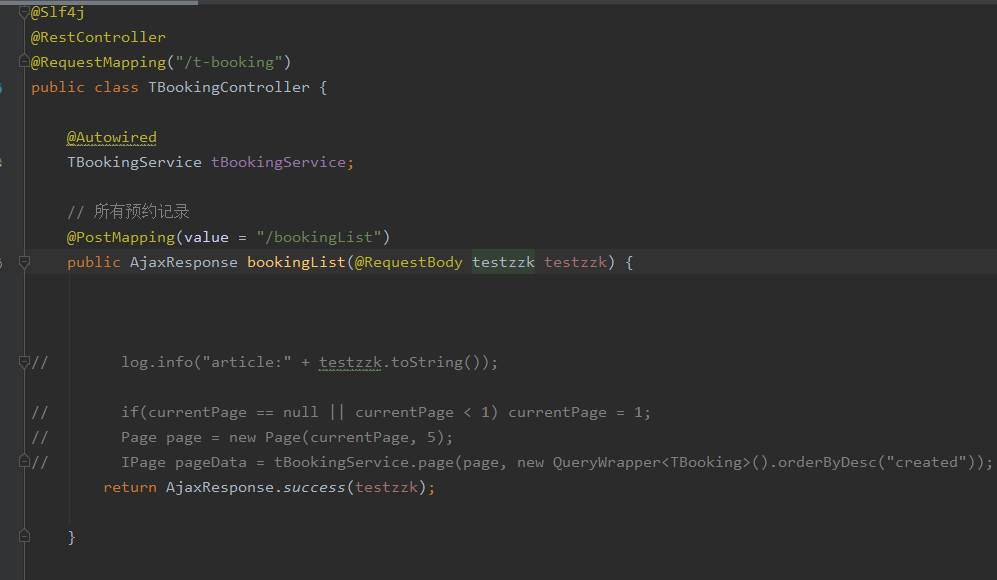 @Slf4j
@RestController
@RequestMapping("/t-booking")
public class TBookingController {
@Autowired
TBookingService tBookingService;
// 所有预约记录
@PostMapping(value = "/bookingList")
public AjaxResponse bookingList(@RequestBody testzzk testzzk) {
//        log.info("article:" + testzzk.toString());
//        if(currentPage == null || currentPage < 1) currentPage = 1;
//        Page page = new Page(currentPage, 5);
//        IPage pageData = tBookingService.page(page, new QueryWrapper<TBooking>().orderByDesc("created"));
return AjaxResponse.success(testzzk);
}